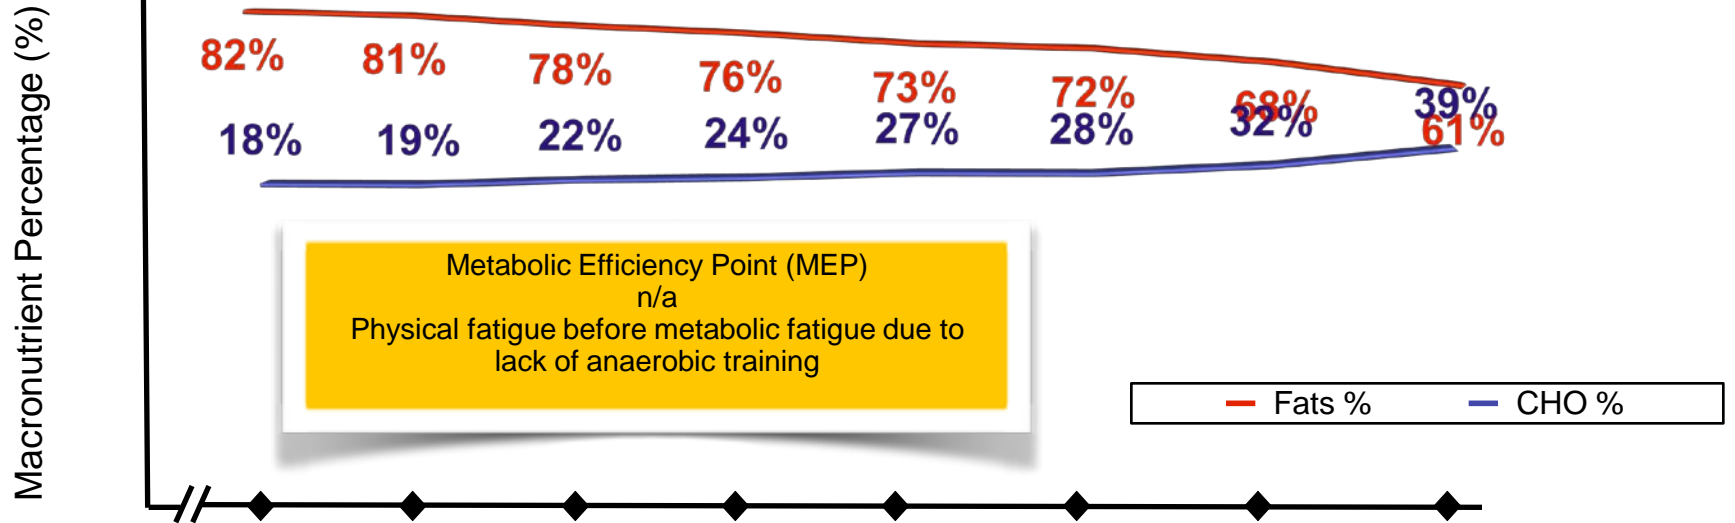 Macronutrient Percentage (%)
82% 81% 78% 76% 73% 72% 68% 39%
18% 19% 22% 24% 27% 28% 32% 61%
Metabolic Efficiency Point (MEP)
n/a
Physical fatigue before metabolic fatigue due to
lack of anaerobic training
Fats % CHO %